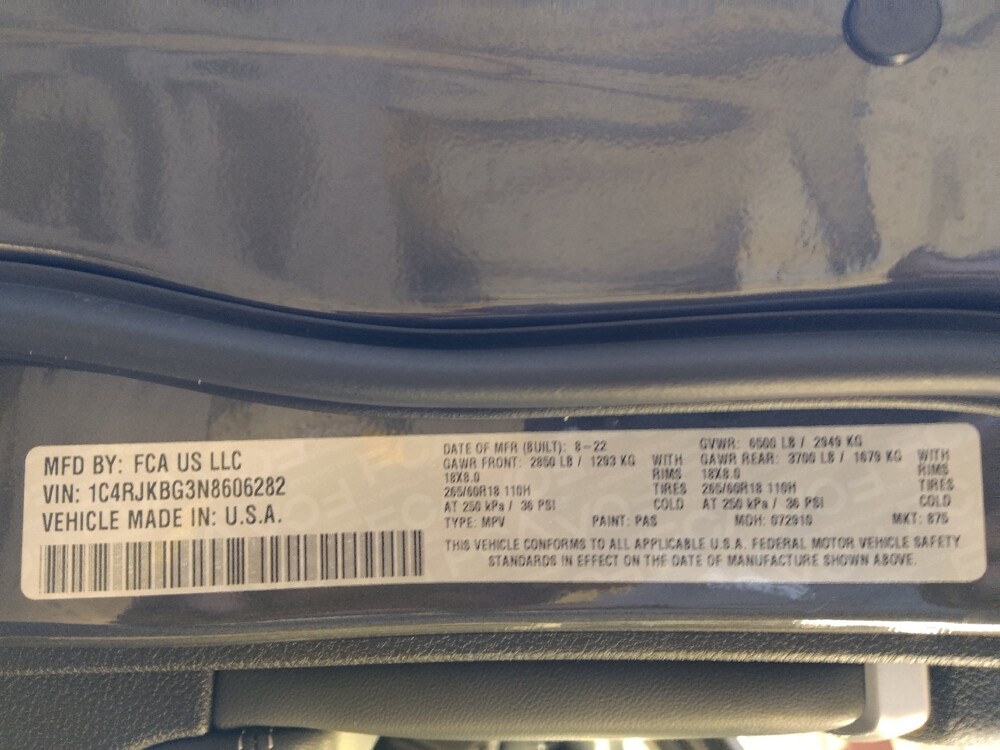 MFD BY: FCA US LLC
VIN: 1C4RJKBG3N8606282
VEHICLE MADE IN: U.S.A.
DATE OF MFR (BUILT): 8-22 GVWR: 6500 LB / 2949 KG
GAWR FRONT: 2850 LB / 1293 KG WITH GAWR REAR: 3700 LB / 1679 KG WITH
18X8.0 RIMS 18X8.0 RIMS
265/60R18 110H TIRES 265/60R18 110H TIRES
AT 250 kPa / 36 PSI COLD AT 250 kPa / 36 PSI COLD
TYPE: MPV PAINT: PAS MDH: 072910 MKT: 876
THIS VEHICLE CONFORMS TO ALL APPLICABLE U.S.A. FEDERAL MOTOR VEHICLE SAFETY
STANDARDS IN EFFECT ON THE DATE OF MANUFACTURE SHOWN ABOVE.